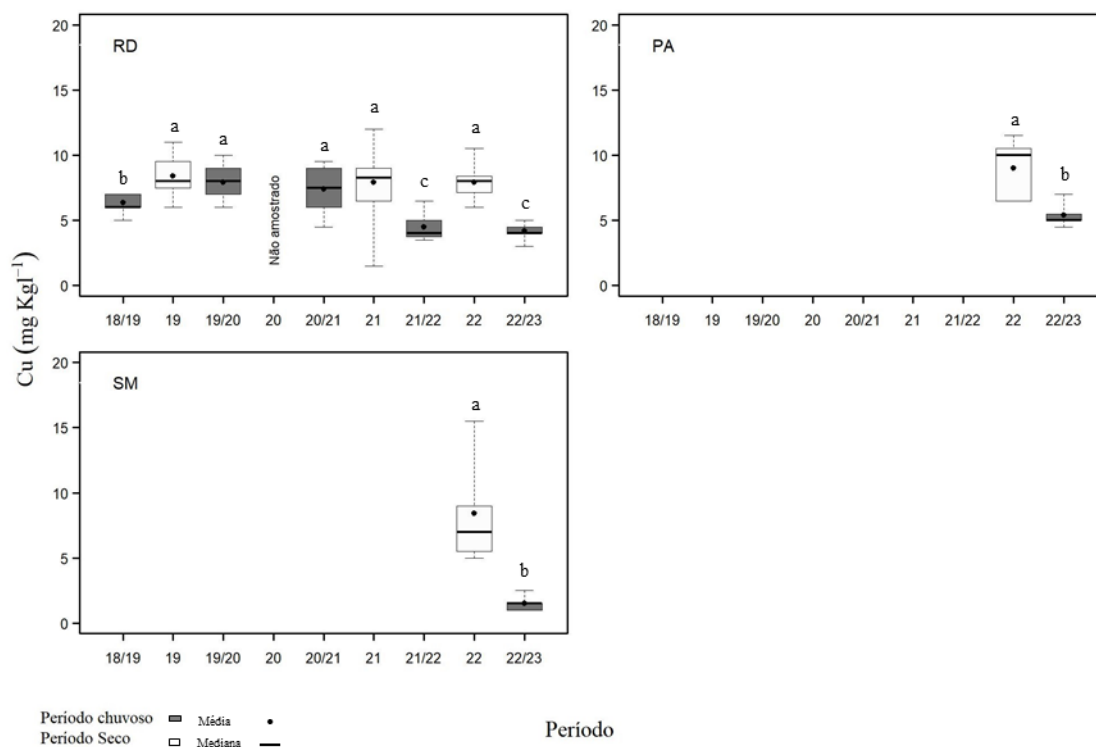 RD
20
15
10
5
0
b
a
a
Não amostrado
a
a
c
a
c
18/19 19 19/20 20 20/21 21 21/22 22 22/23
PA
20
15
10
5
0
a
b
18/19 19 19/20 20 20/21 21 21/22 22 22/23
Cu (mg Kgl⁻¹)
SM
20
15
10
5
0
a
b
18/19 19 19/20 20 20/21 21 21/22 22 22/23
Período chuvoso Média
Período Seco Mediana
Período